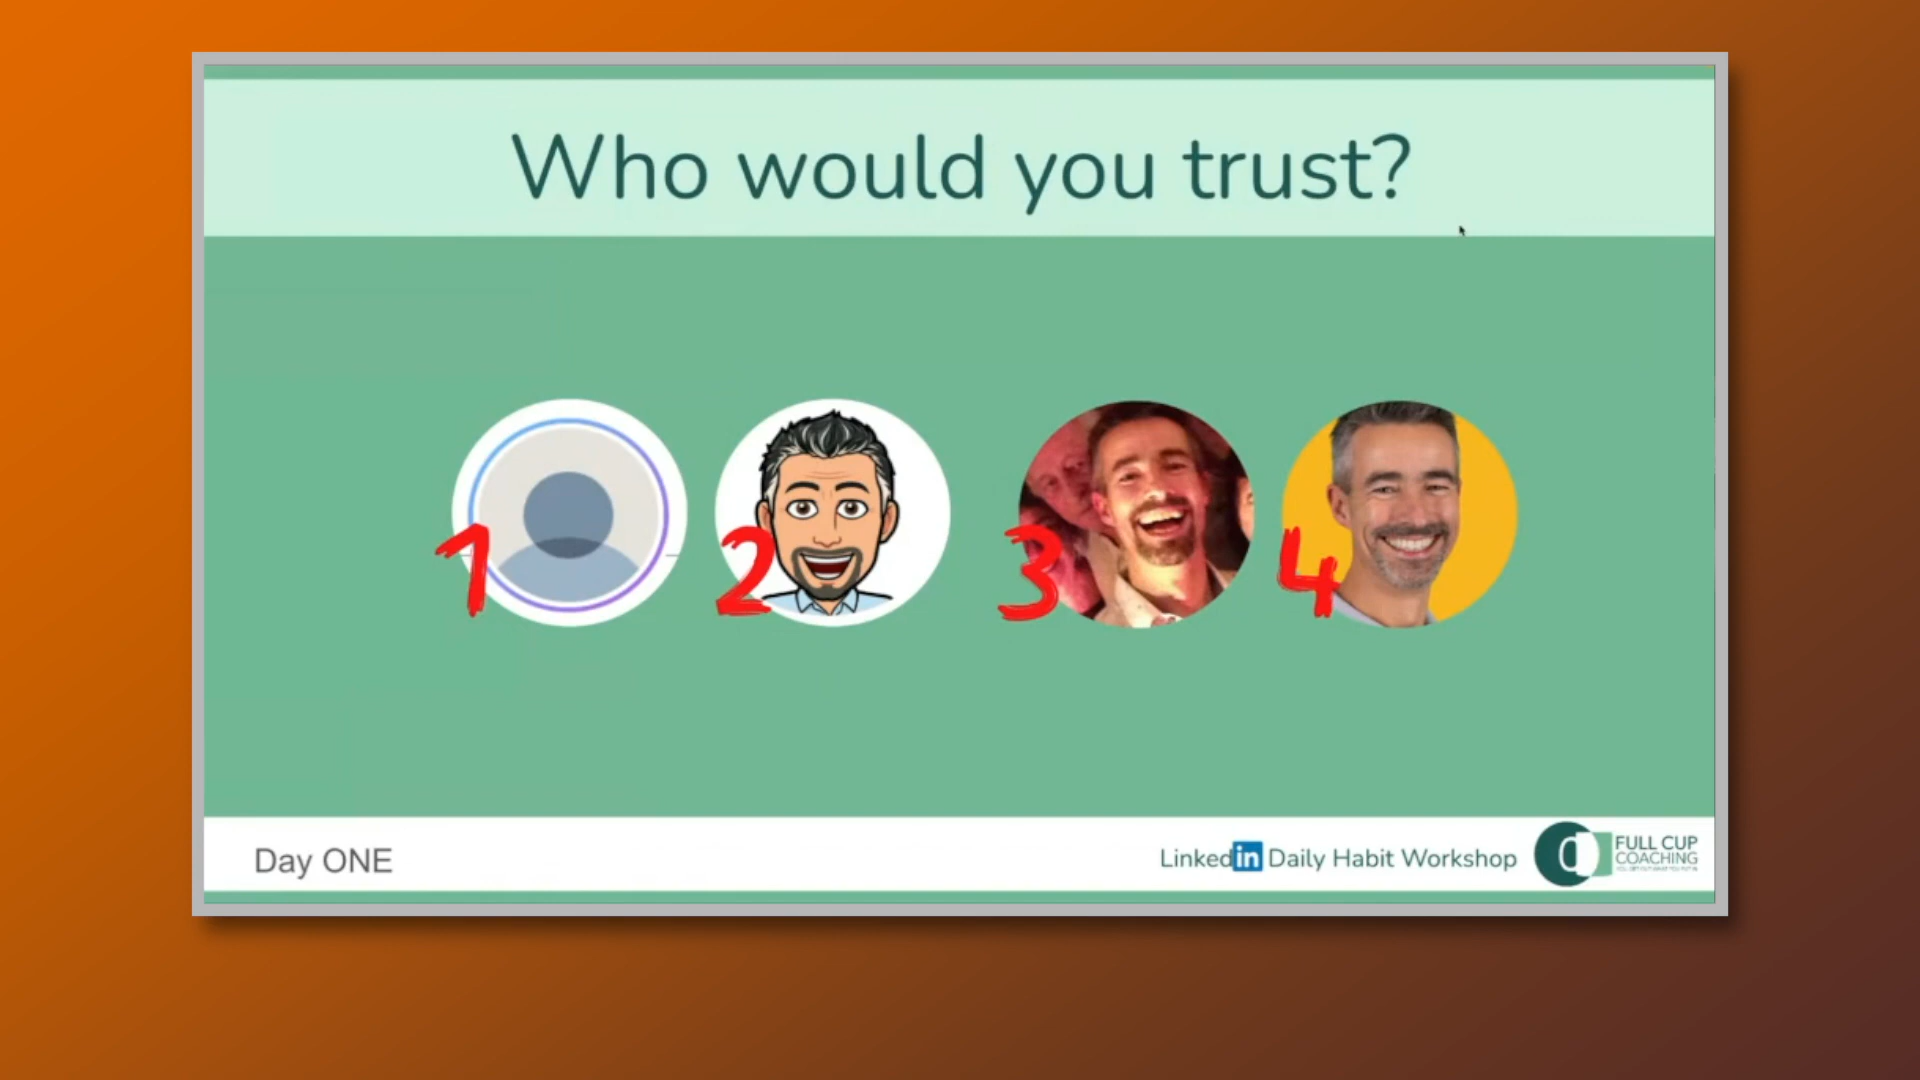 Who would you trust?
1
2
3
4
Day ONE
Linkedin Daily Habit Workshop
FULL CUP
COACHING